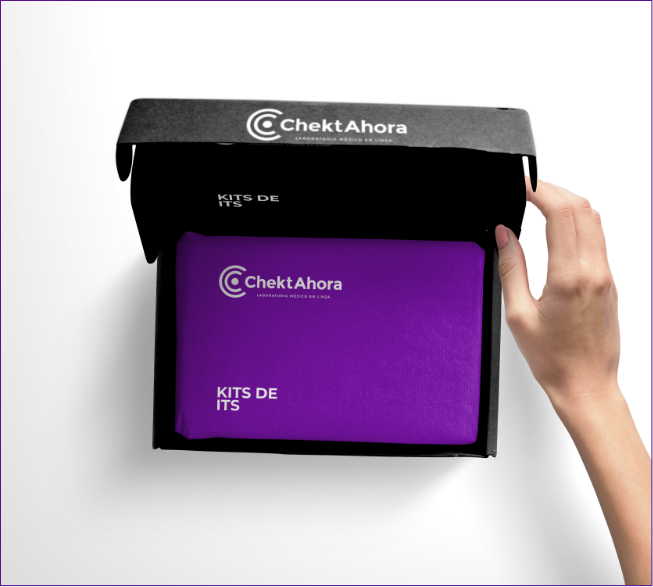 ChektAhora
LABORATORIO MÉDICO EN LÍNEA
KITS DE
ITS
ChektAhora
LABORATORIO MÉDICO EN LÍNEA
KITS DE
ITS